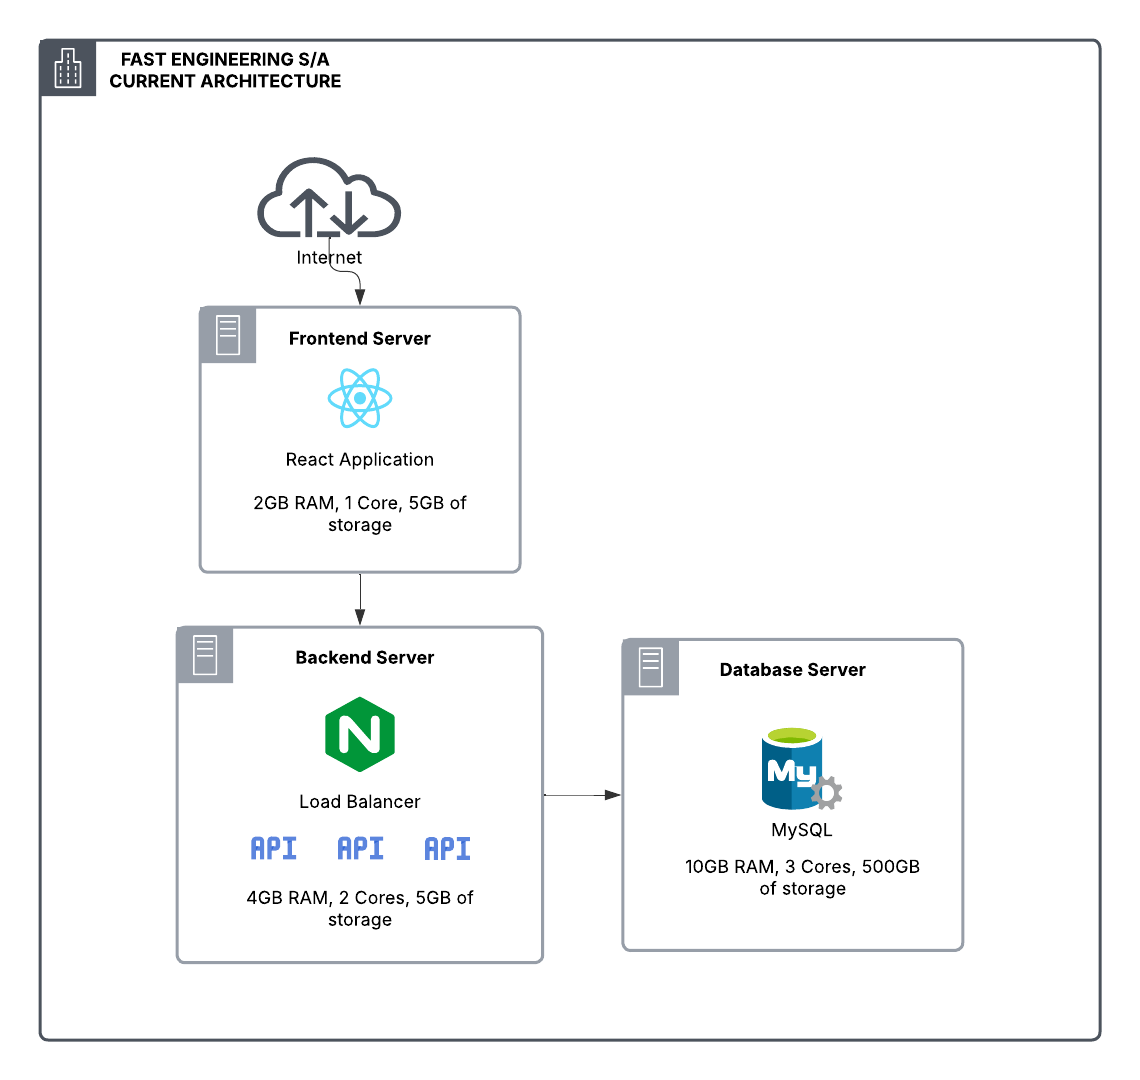 FAST ENGINEERING S/A
CURRENT ARCHITECTURE
Internet
Frontend Server
React Application
2GB RAM, 1 Core, 5GB of
storage
Backend Server
N
Load Balancer
API API API
4GB RAM, 2 Cores, 5GB of
storage
Database Server
My
MySQL
10GB RAM, 3 Cores, 500GB
of storage